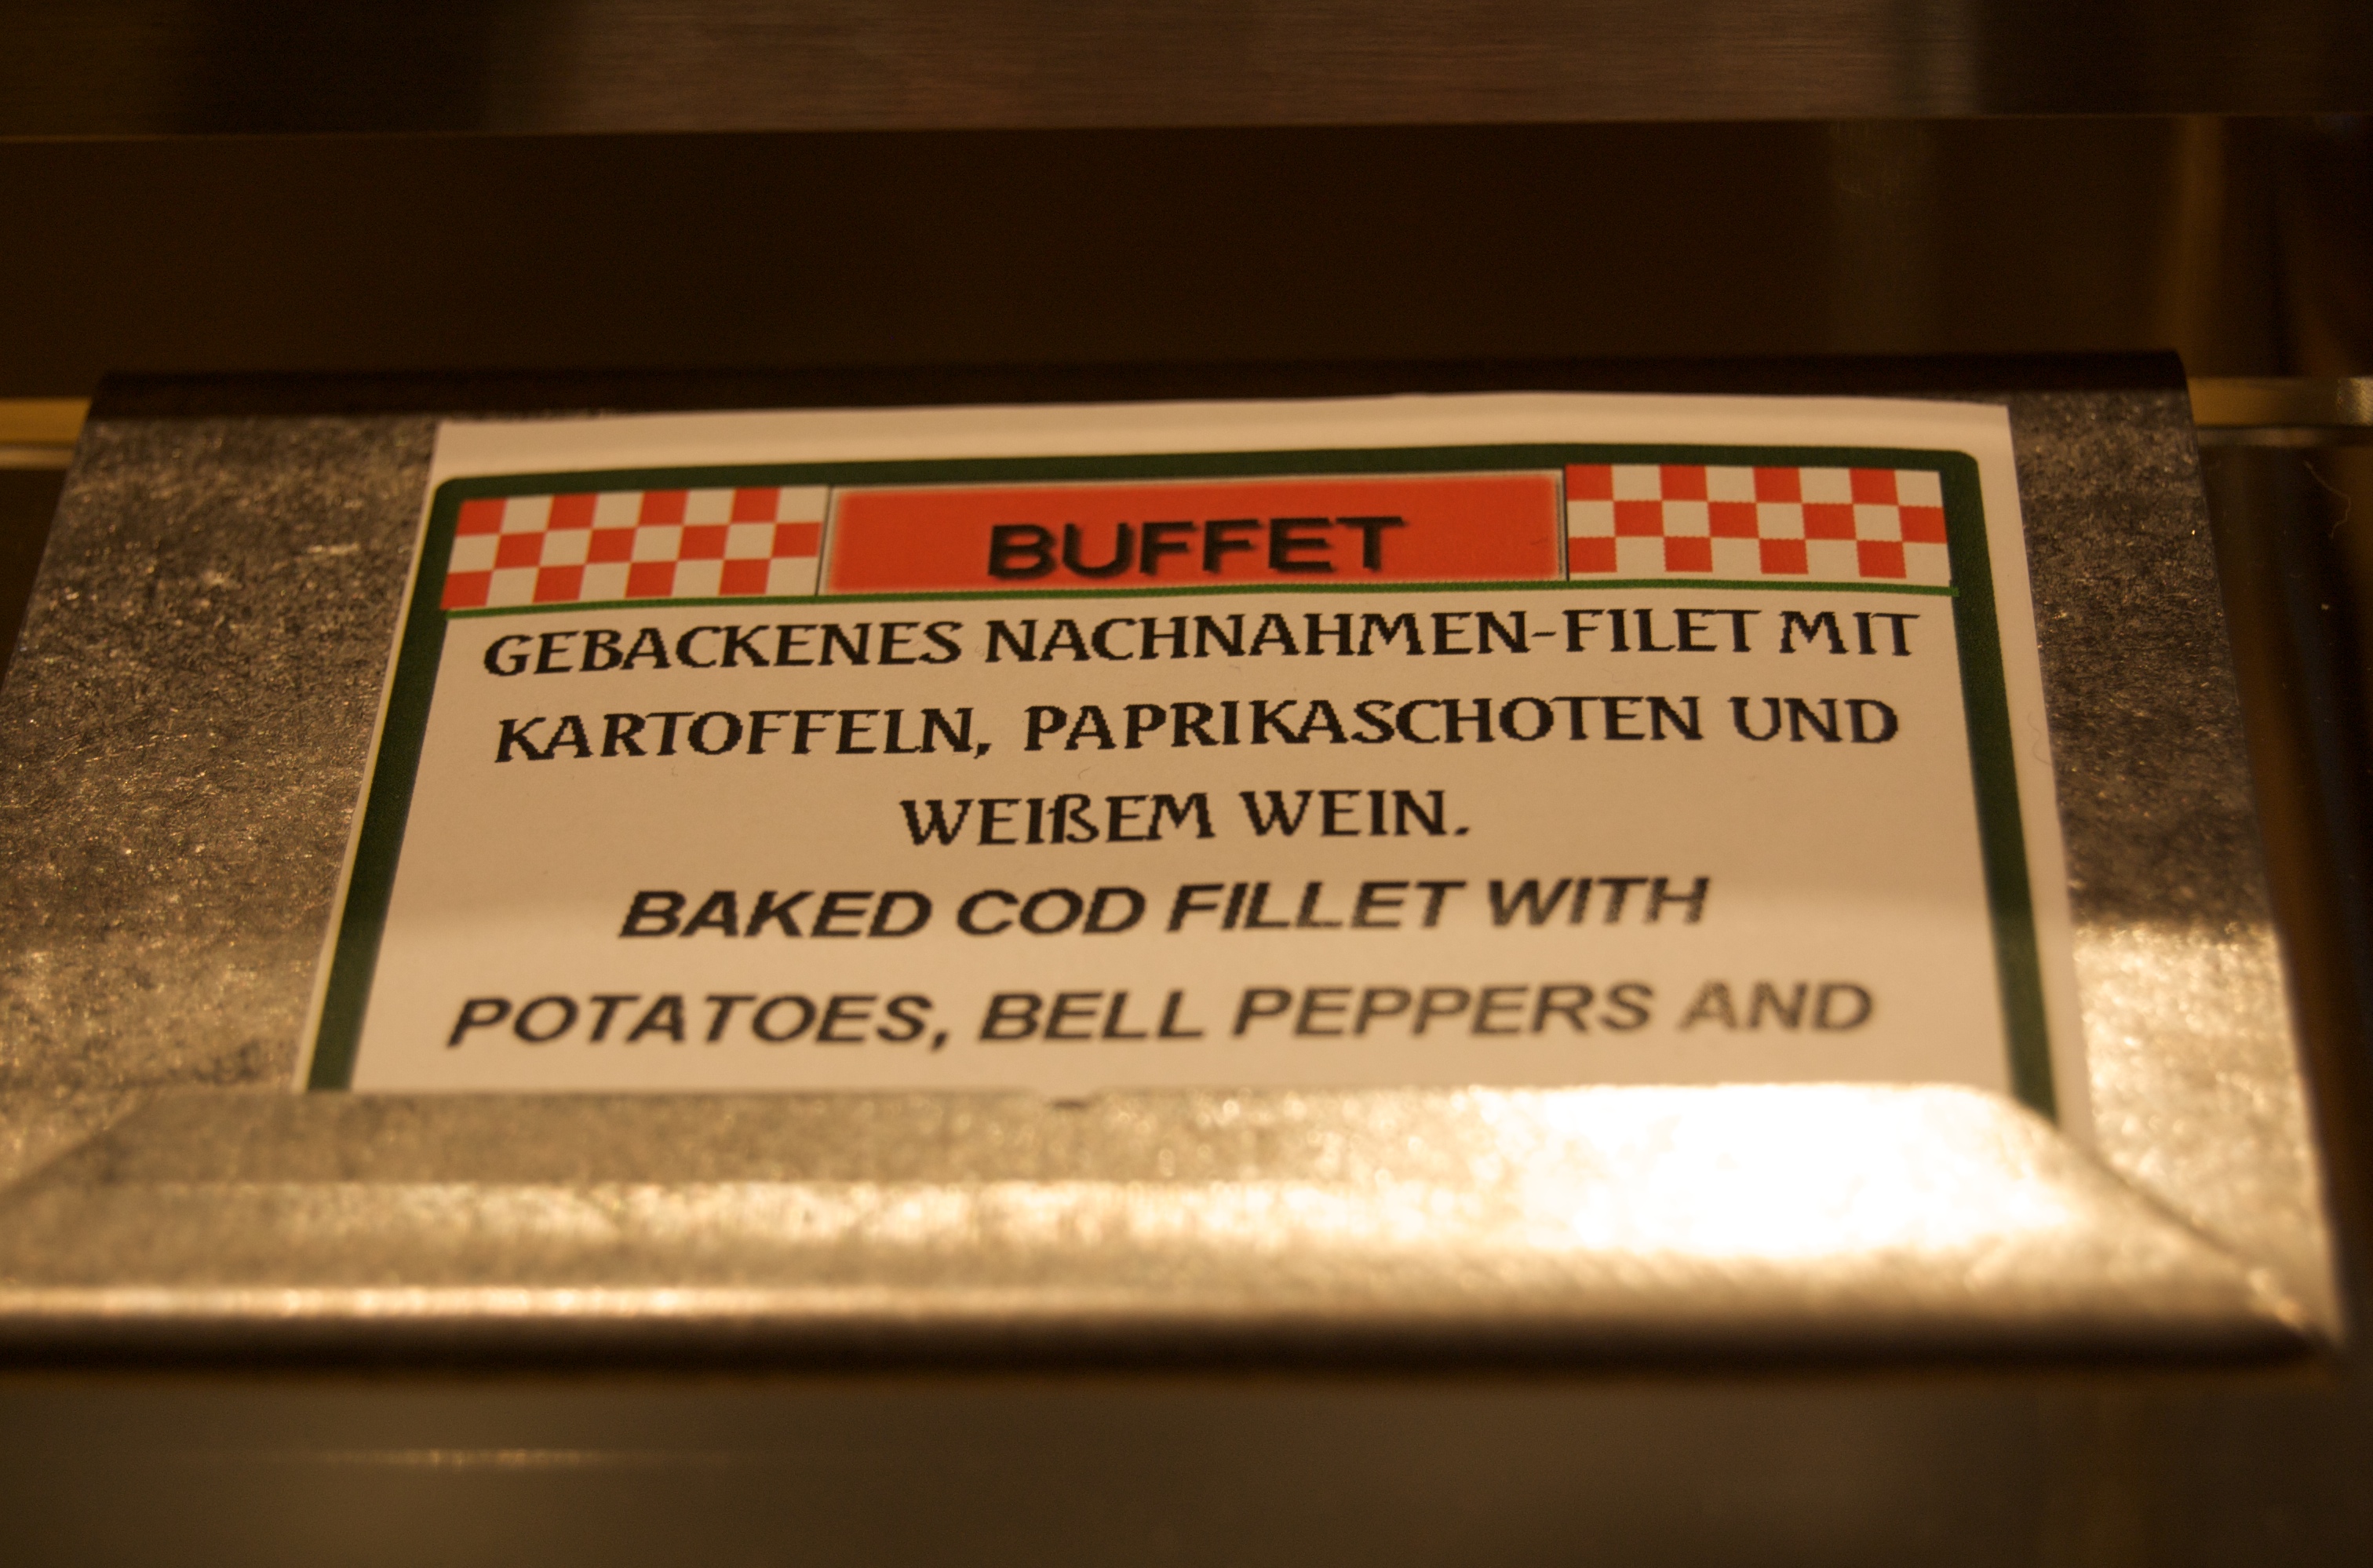 BUFFET
GEBACKENES NACHNAHMEN-FILET MIT
KARTOFFELN, PAPRIKASCHOTEN UND
WEIßEM WEIN.
BAKED COD FILLET WITH
POTATOES, BELL PEPPERS AND